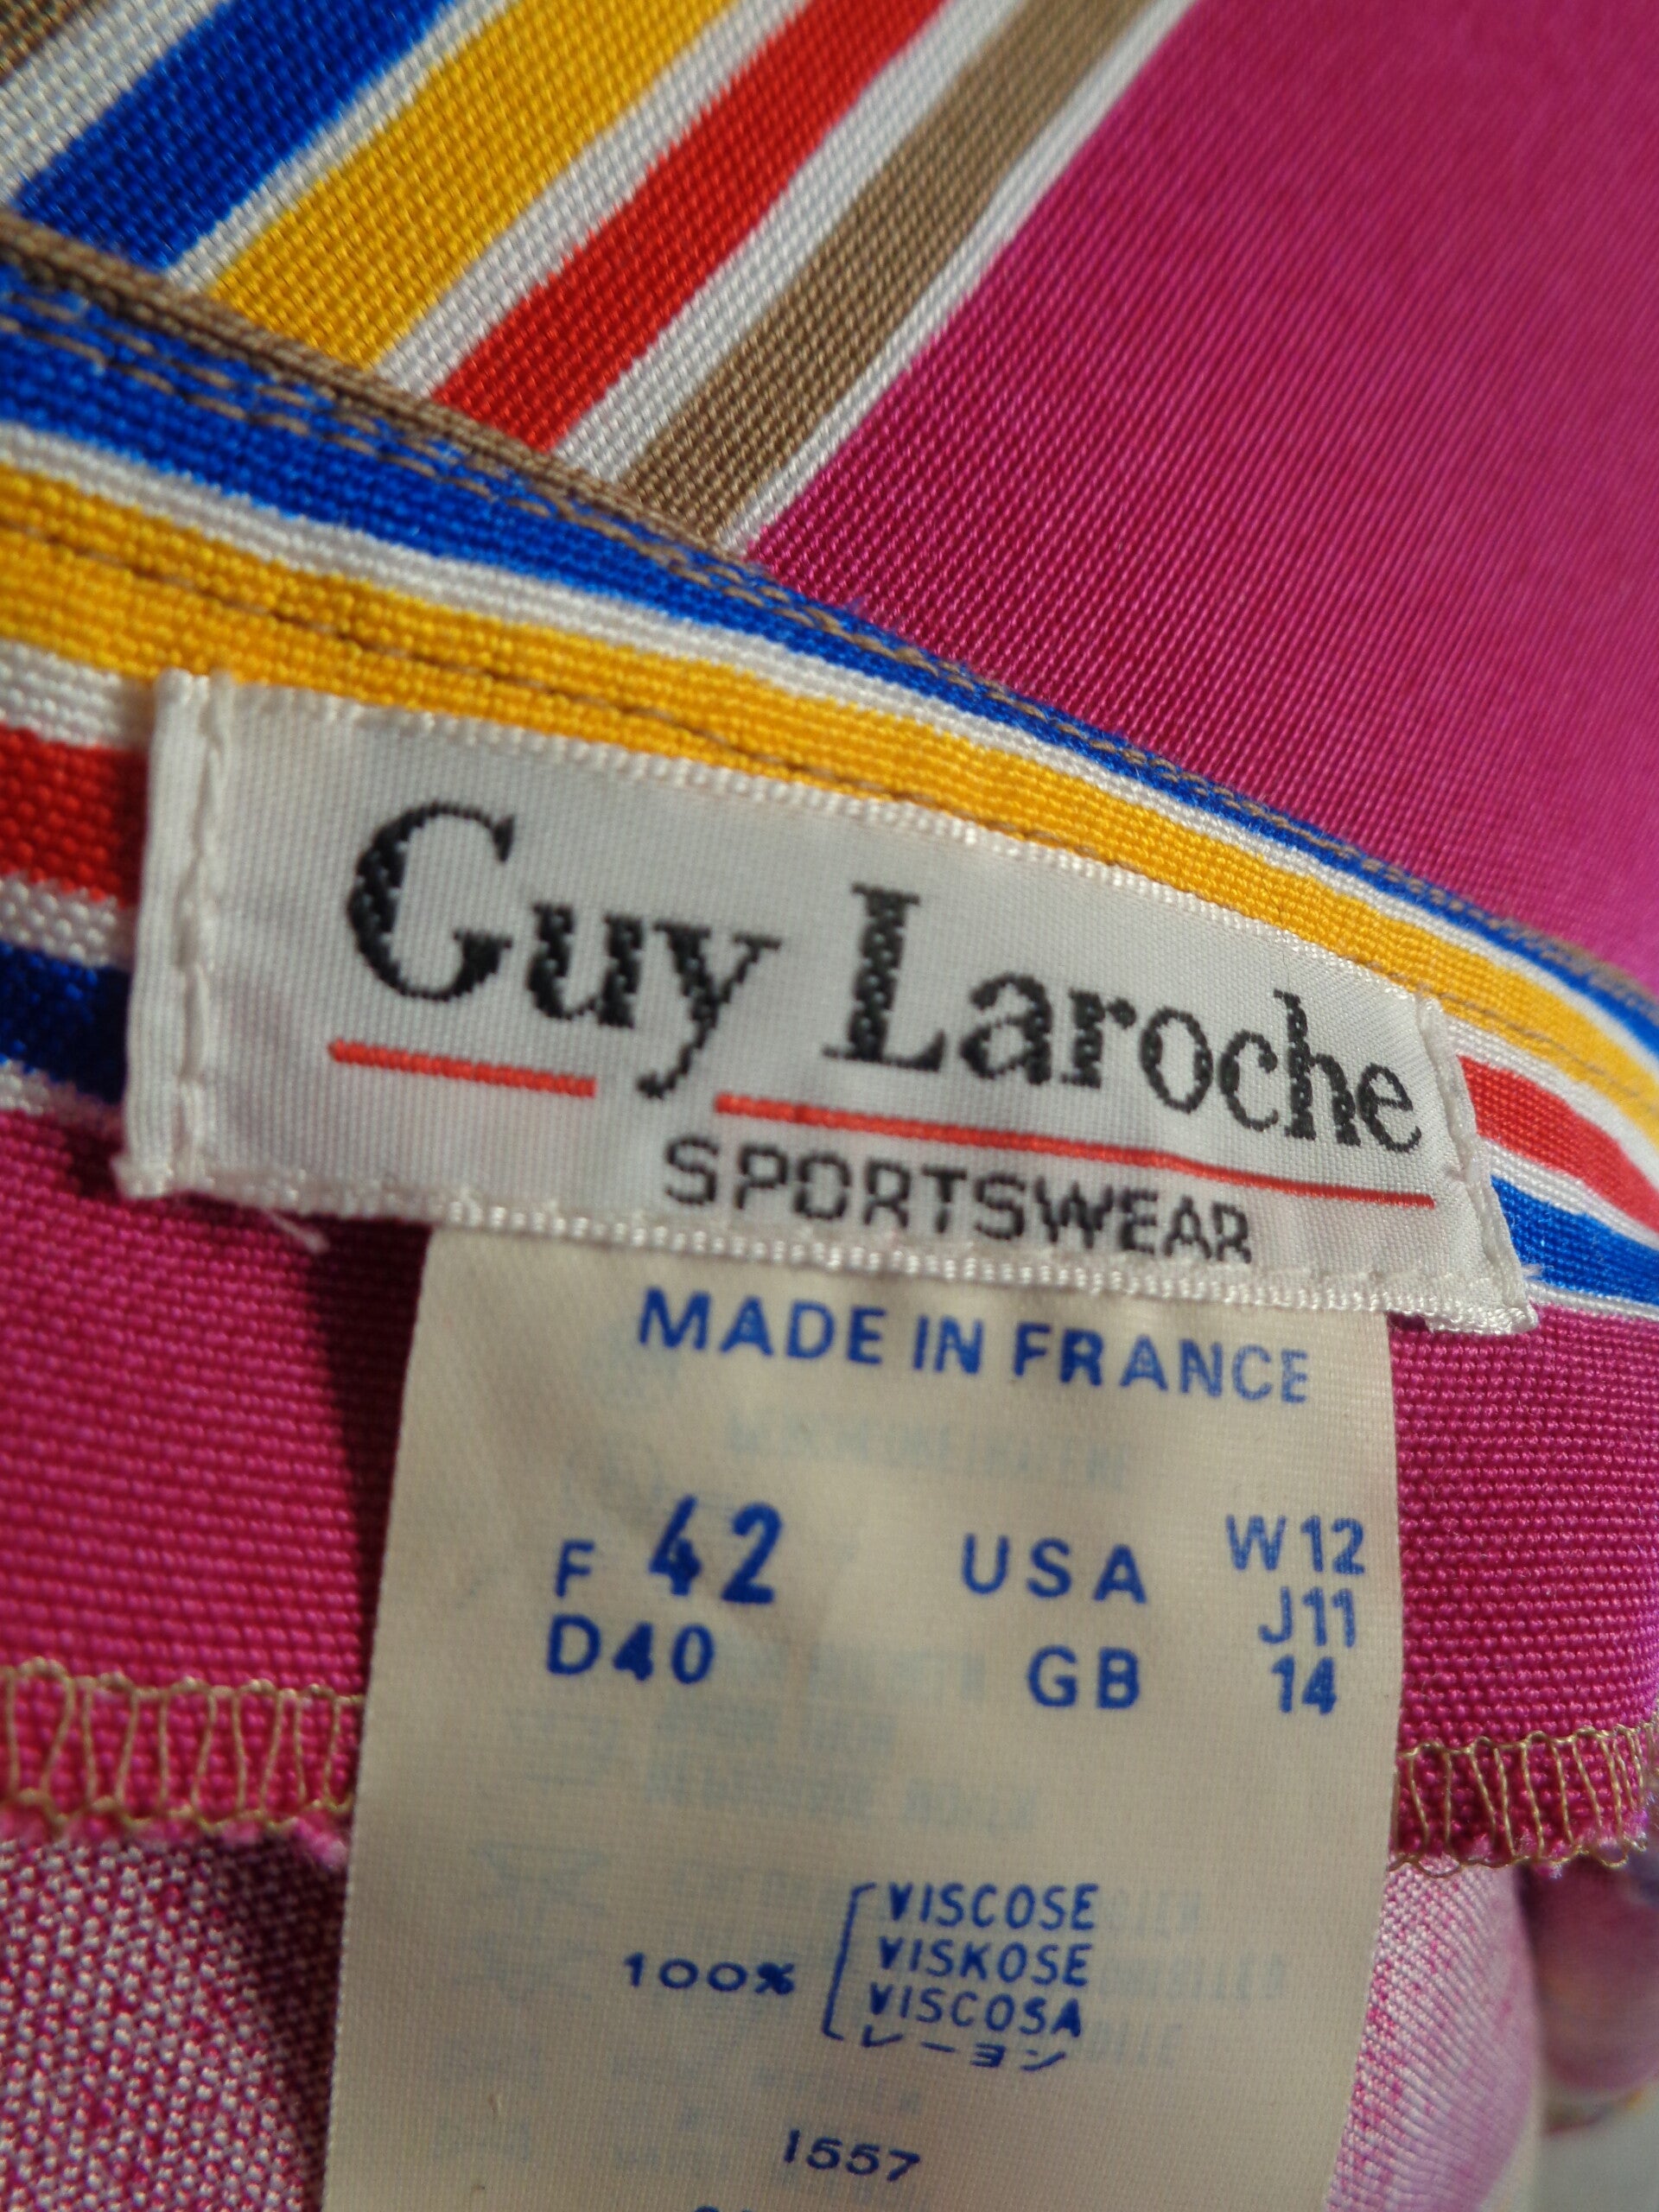 Guy Laroche
SPORTSWEAR
MADE IN FRANCE
F 42 USA W12
J11
D40 GB 14
VISCOSE
100% VISKOSE
VISCOSA
レーヨン
1557